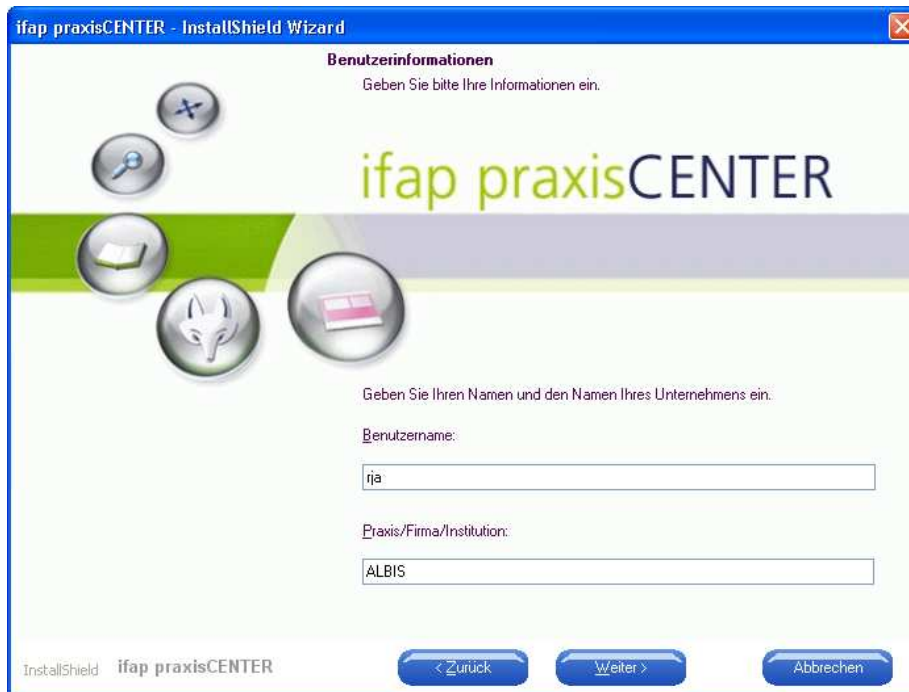 ifap praxisCENTER - InstallShield Wizard
Benutzerinformationen
Geben Sie bitte Ihre Informationen ein.
ifap praxisCENTER
Geben Sie Ihren Namen und den Namen Ihres Unternehmens ein.
Benutzername:
rja
Praxis/Firma/Institution:
ALBIS
InstallShield ifap praxisCENTER < Zurück Weiter > Abbrechen